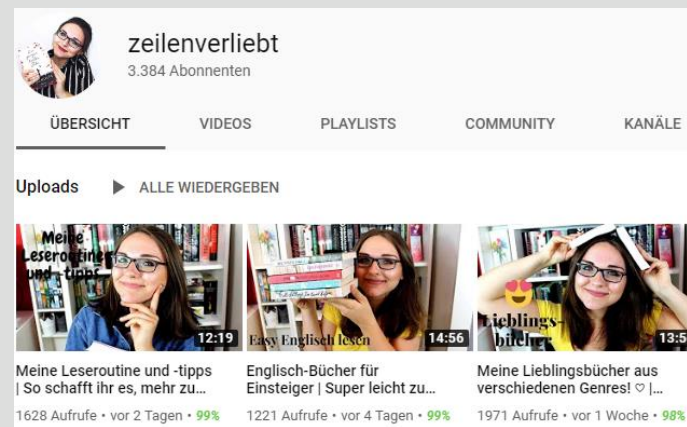 zeilenverliebt
3.384 Abonnenten
ÜBERSICHT VIDEOS PLAYLISTS COMMUNITY KANÄLE
Uploads ALLE WIEDERGEBEN
Meine
Leseroutine
und -tipps
12:19
Easy Englisch lesen
14:56
Lieblings-
bücher
13:5
Meine Leseroutine und -tipps
| So schafft ihr es, mehr zu...
1628 Aufrufe • vor 2 Tagen • 99%
Englisch-Bücher für
Einsteiger | Super leicht zu...
1221 Aufrufe • vor 4 Tagen • 99%
Meine Lieblingsbücher aus
verschiedenen Genres! ♡ |...
1971 Aufrufe • vor 1 Woche • 98%